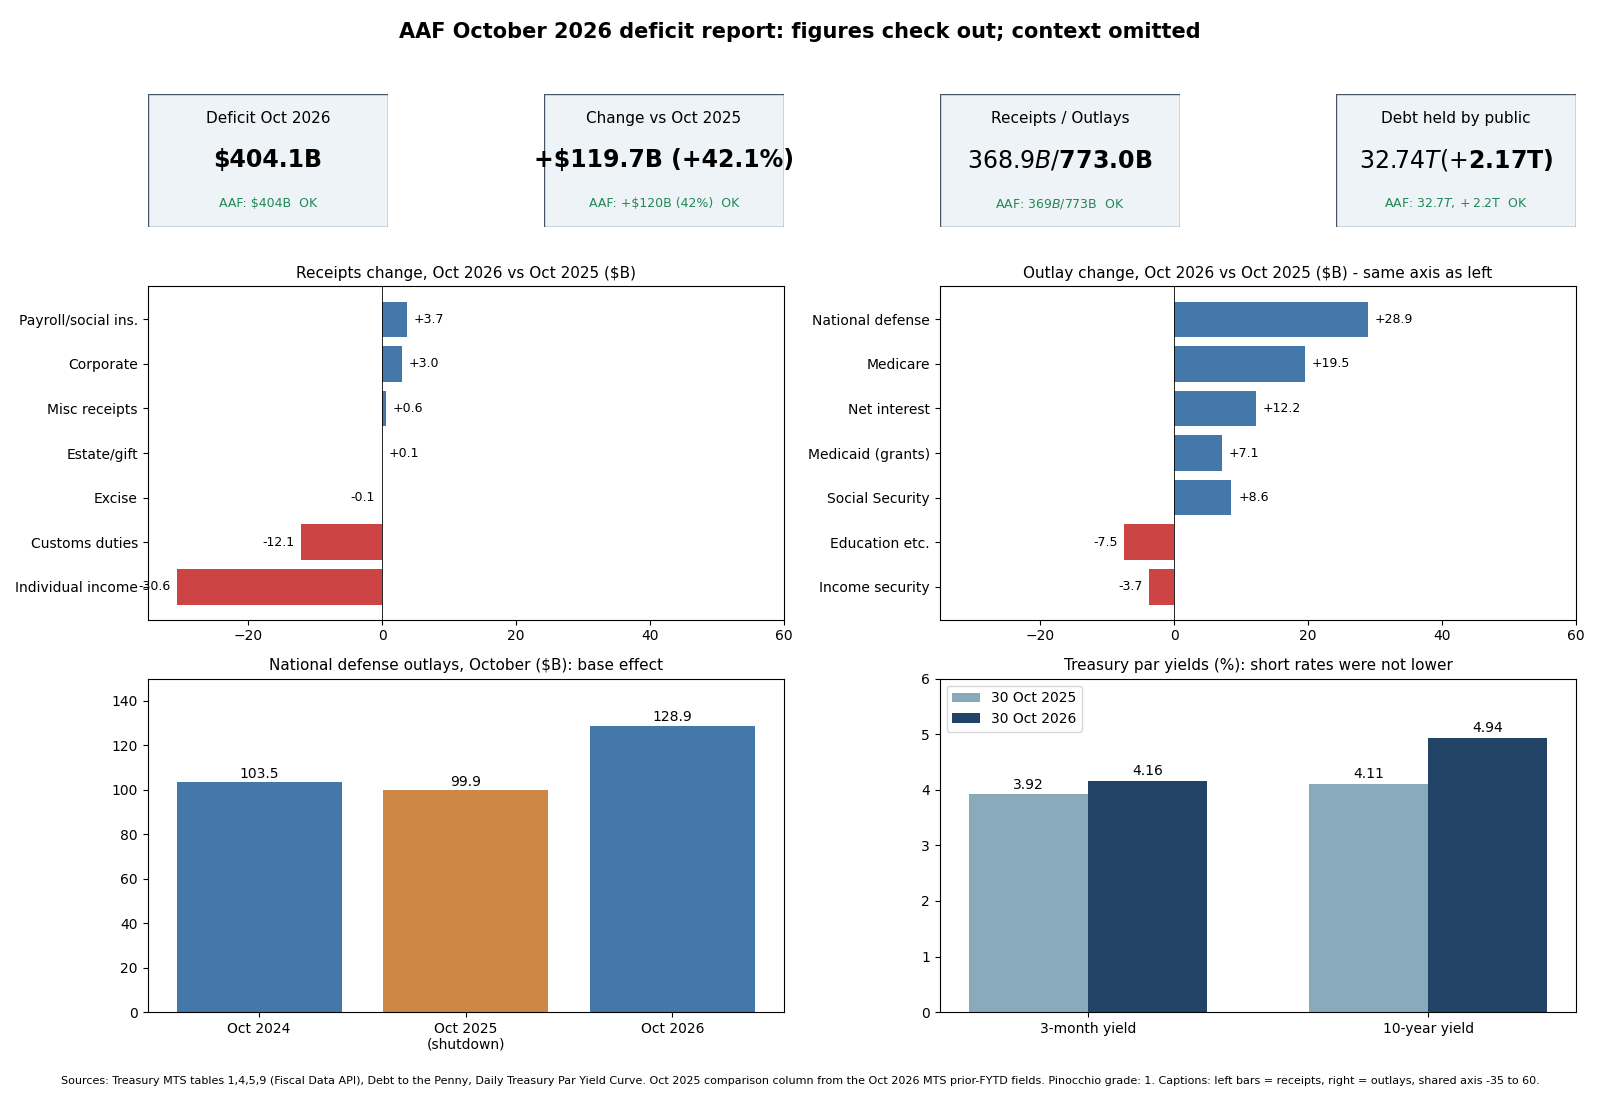 AAF October 2026 deficit report: figures check out; context omitted
Deficit Oct 2026
$404.1B
AAF: $404B  OK
Change vs Oct 2025
+$119.7B (+42.1%)
AAF: +$120B (42%)  OK
Receipts / Outlays
368.9B/773.0B
AAF: 369B/773B  OK
Debt held by public
32.74T(+2.17T)
AAF: 32.7T, +2.2T  OK
Receipts change, Oct 2026 vs Oct 2025 ($B)
Payroll/social ins.
+3.7
Corporate
+3.0
Misc receipts
+0.6
Estate/gift
+0.1
Excise
-0.1
Customs duties
-12.1
Individual income
-30.6
−20
0
20
40
60
Outlay change, Oct 2026 vs Oct 2025 ($B) - same axis as left
National defense
+28.9
Medicare
+19.5
Net interest
+12.2
Medicaid (grants)
+7.1
Social Security
+8.6
Education etc.
-7.5
Income security
-3.7
−20
0
20
40
60
National defense outlays, October ($B): base effect
140
120
100
80
60
40
20
0
103.5
99.9
128.9
Oct 2024
Oct 2025
(shutdown)
Oct 2026
Treasury par yields (%): short rates were not lower
30 Oct 2025
30 Oct 2026
6
5
4
3
2
1
0
3.92
4.16
4.11
4.94
3-month yield
10-year yield
Sources: Treasury MTS tables 1,4,5,9 (Fiscal Data API), Debt to the Penny, Daily Treasury Par Yield Curve. Oct 2025 comparison column from the Oct 2026 MTS prior-FYTD fields. Pinocchio grade: 1. Captions: left bars = receipts, right = outlays, shared axis -35 to 60.